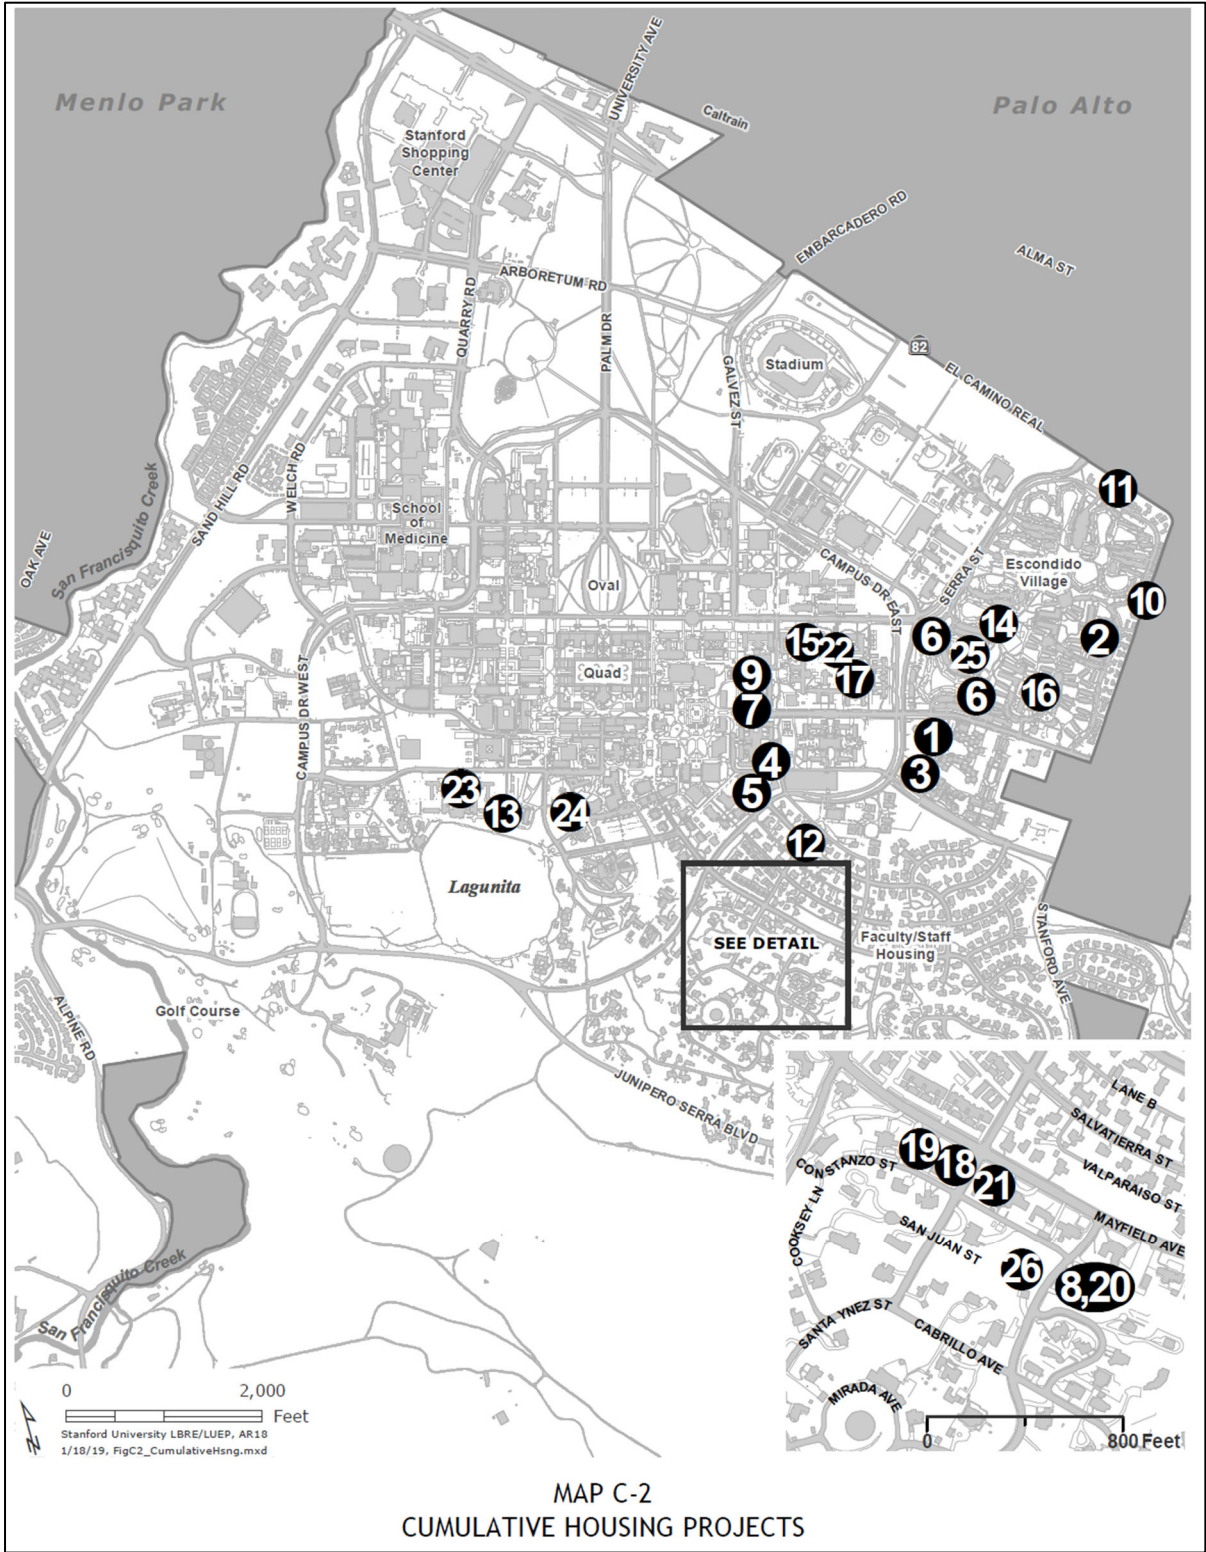 Menlo Park
Palo Alto
UNIVERSITY AVE
Caltrain
Stanford
Shopping
Center
EMBARCADERO RD
ALMA ST
ARBORETUM RD
QUARRY RD
PALM DR
GALVEZ ST
Stadium
82
EL CAMINO REAL
SAND HILL RD
WELCH RD
San Francisquito Creek
OAK AVE
School
of
Medicine
Oval
CAMPUS DR EAST
SERRA ST
Escondido
Village
11
10
2
14
6
25
6
16
15
22
17
9
7
Quad
CAMPUS DR WEST
1
3
4
5
23
13
24
12
Lagunita
SEE DETAIL
Faculty/Staff
Housing
STANFORD AVE
Golf Course
ALPINE RD
JUNIPERO SERRA BLVD
San Francisquito Creek
LANE B
SALVATIERRA ST
VALPARAISO ST
MAYFIELD AVE
19
18
21
CONSTANZO ST
COOKSEY LN
SAN JUAN ST
26
8,20
SANTA YNEZ ST
CABRILLO AVE
MIRADA AVE
0
800 Feet
0
2,000
Feet
N
Stanford University LBRE/LUEP, AR18
1/18/19, FigC2_CumulativeHsng.mxd
MAP C-2
CUMULATIVE HOUSING PROJECTS